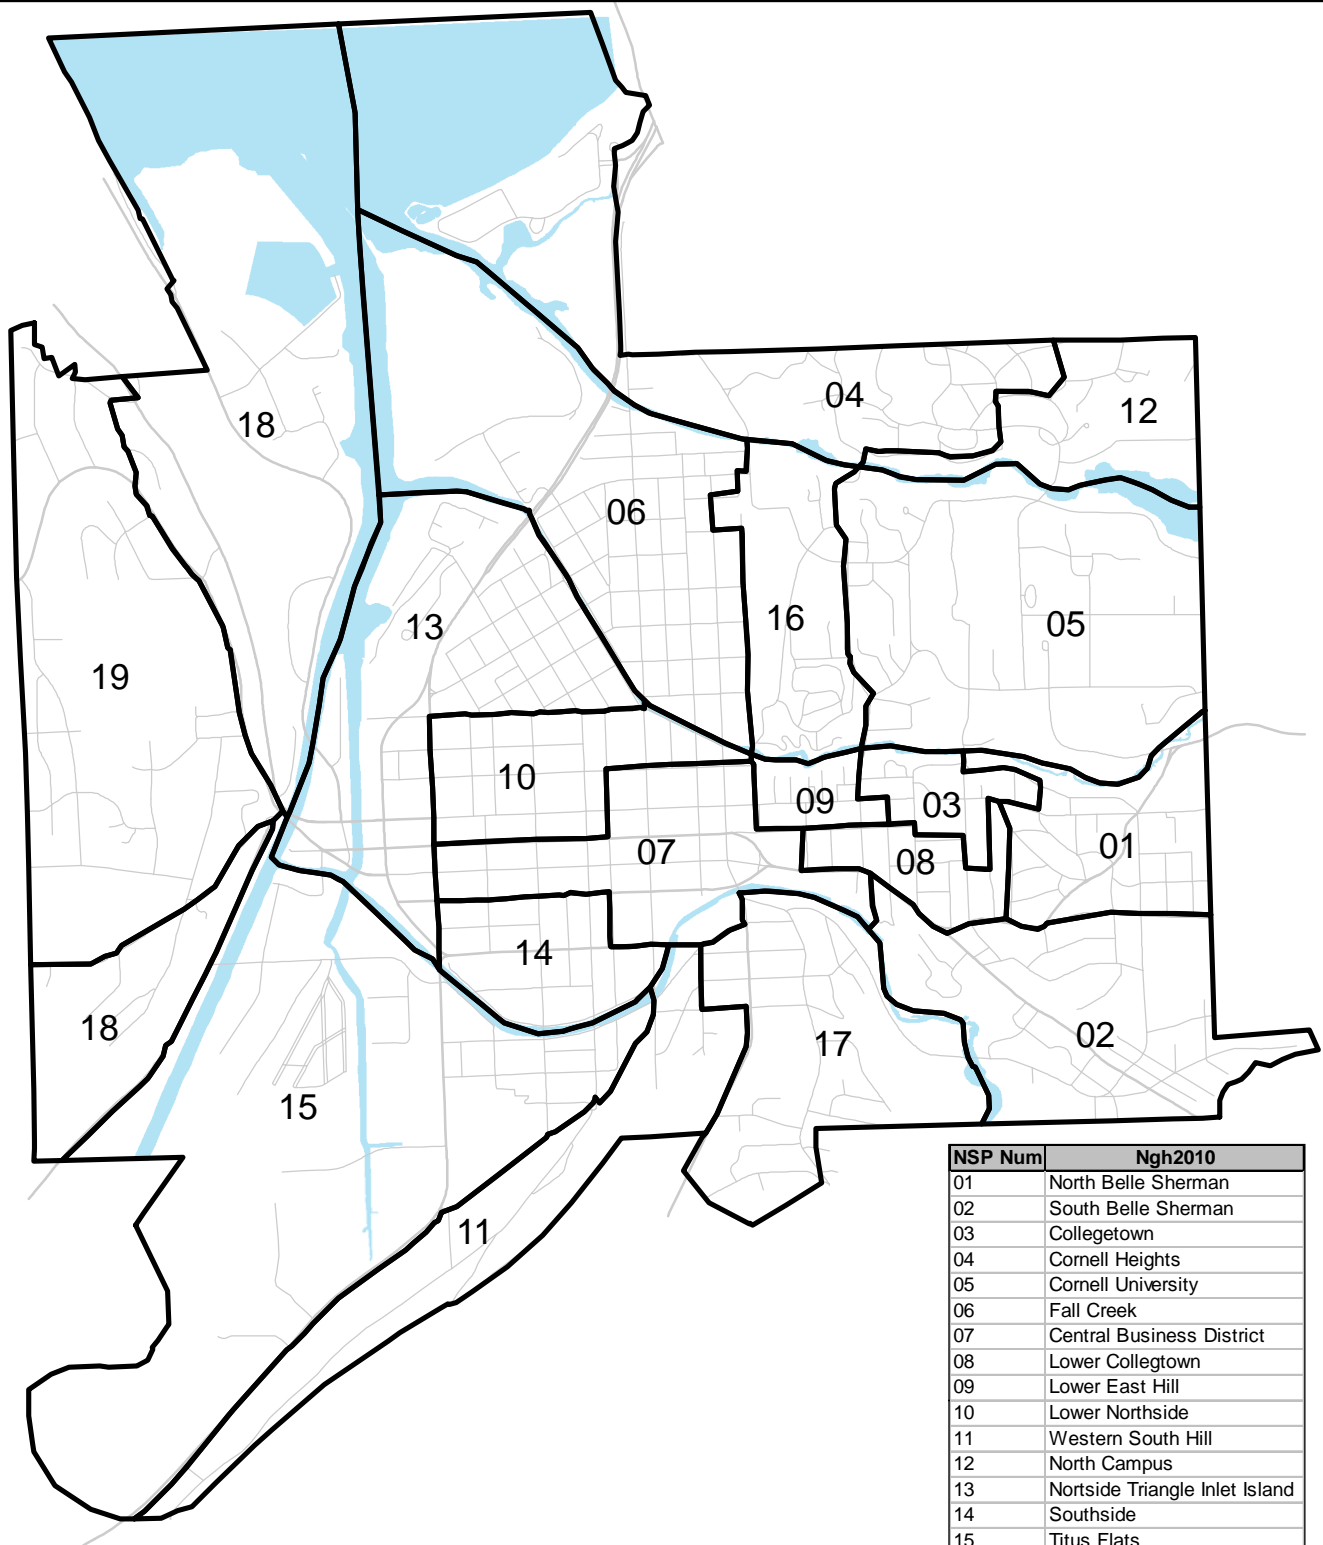 04
12
18
06
16
05
13
19
10
09
03
07
08
01
14
18
17
02
15
11
NSP Num Ngh2010
01 North Belle Sherman
02 South Belle Sherman
03 Collegetown
04 Cornell Heights
05 Cornell University
06 Fall Creek
07 Central Business District
08 Lower Collegtown
09 Lower East Hill
10 Lower Northside
11 Western South Hill
12 North Campus
13 Nortside Triangle Inlet Island
14 Southside
15 Titus Flats